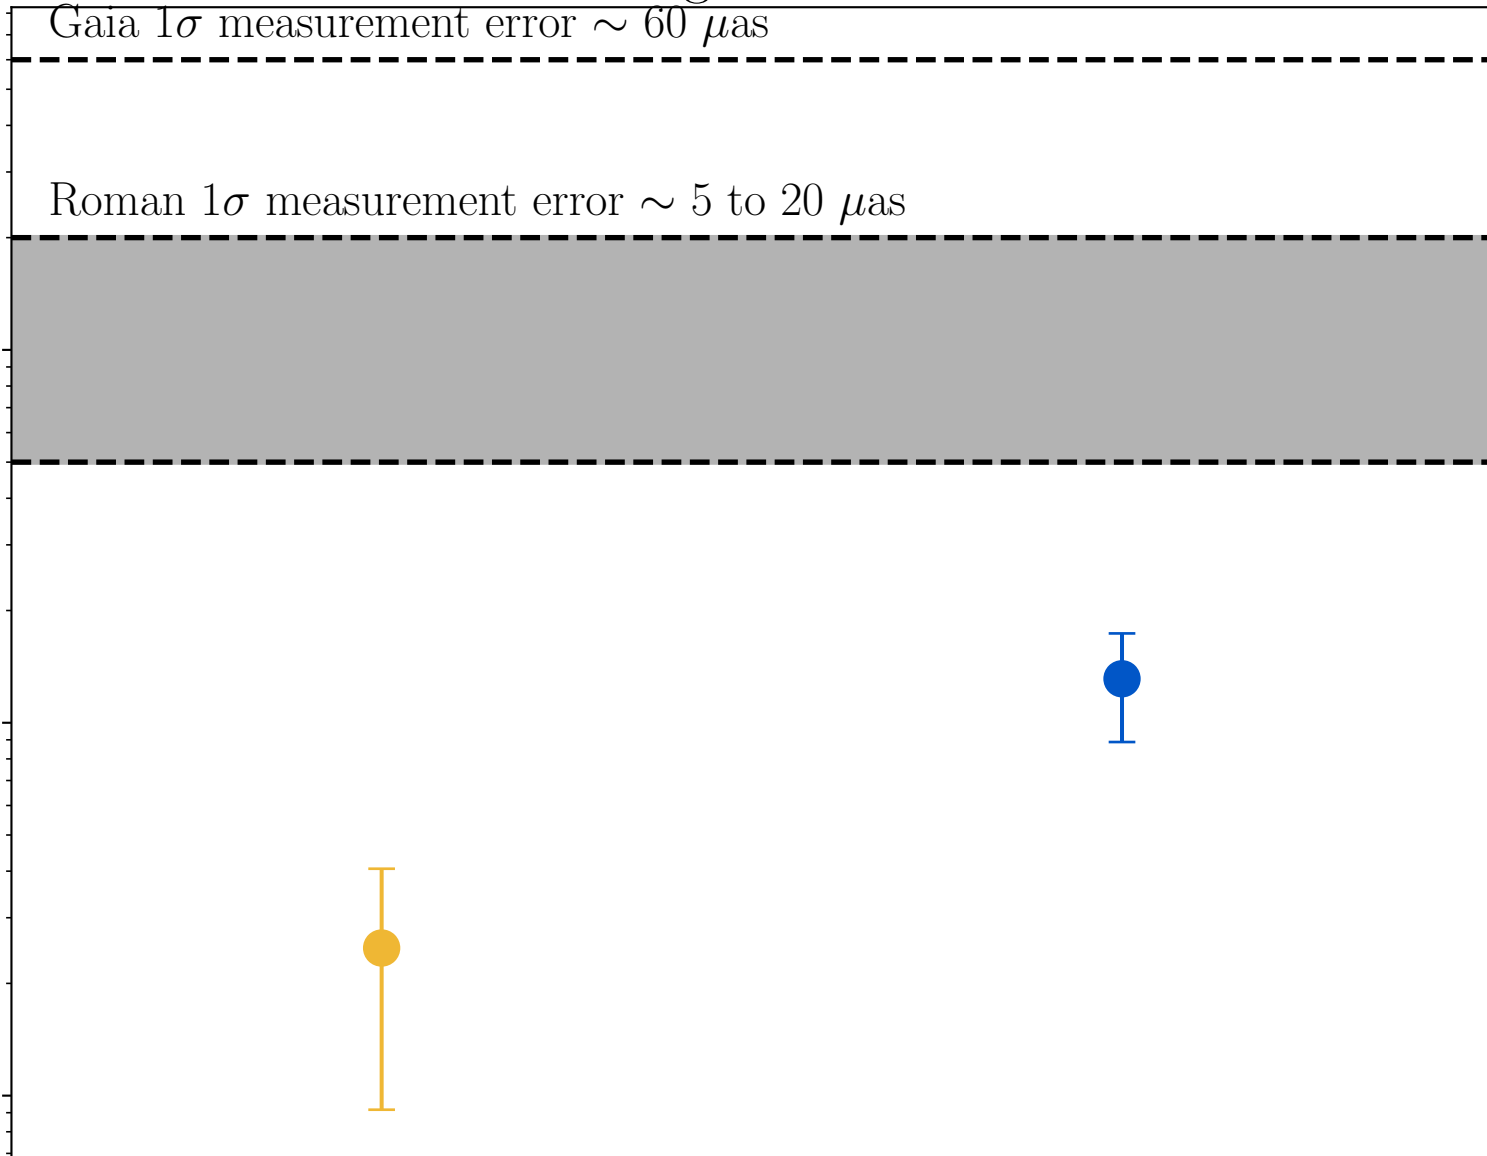 Gaia 1σ measurement error ∼ 60 μas
Roman 1σ measurement error ∼ 5 to 20 μas